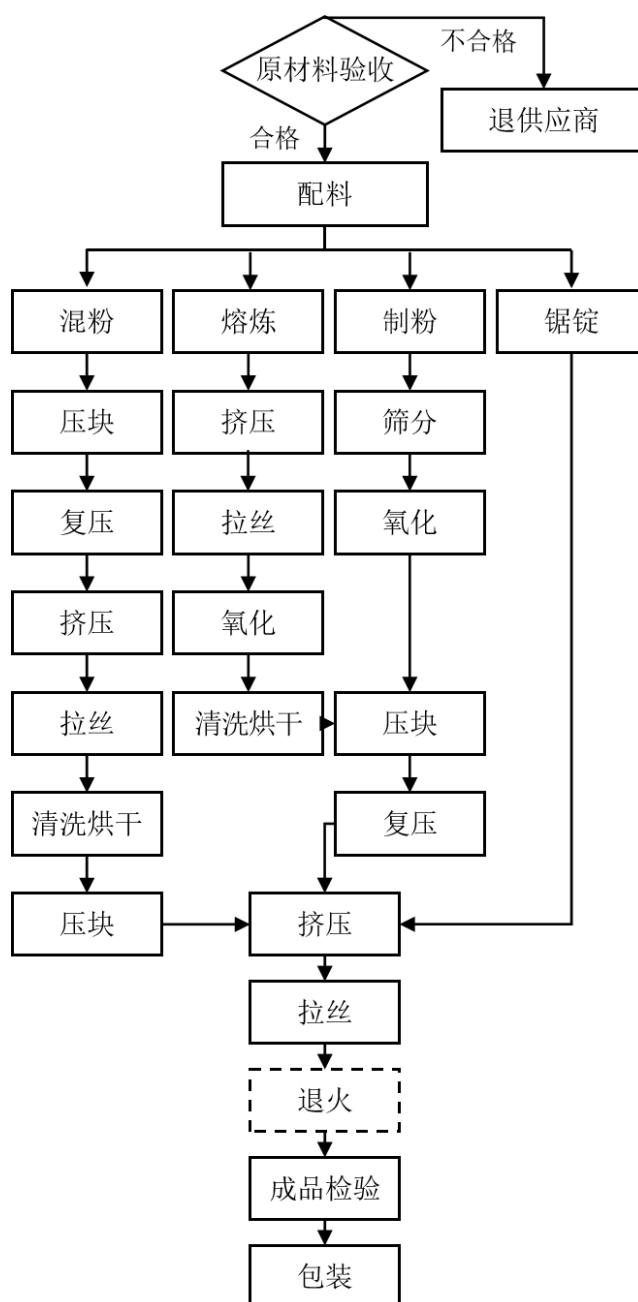 原材料验收
不合格
退供应商
合格
配料
混粉
熔炼
制粉
锯锭
压块
挤压
筛分
复压
拉丝
氧化
挤压
氧化
拉丝
清洗烘干
压块
清洗烘干
复压
压块
挤压
拉丝
退火
成品检验
包装